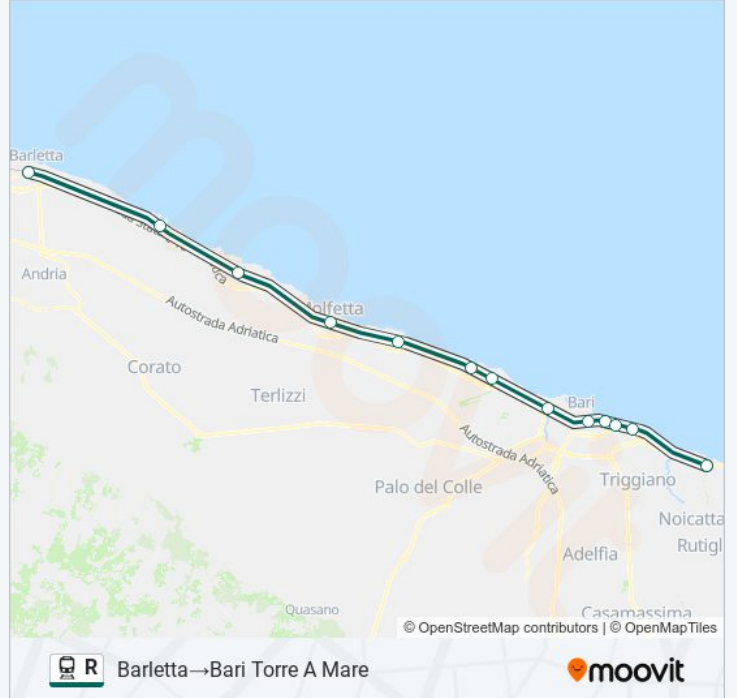 Barletta
Andria
Autostrada Adriatica
Corato
Terlizzi
olfetta
Bari
Autostrada Adriatica
Palo del Colle
Triggiano
Noicatta
Rutigl
Adelfia
Quasano
Casamassima
© OpenStreetMap contributors | © OpenMapTiles
R Barletta→Bari Torre A Mare
moovit